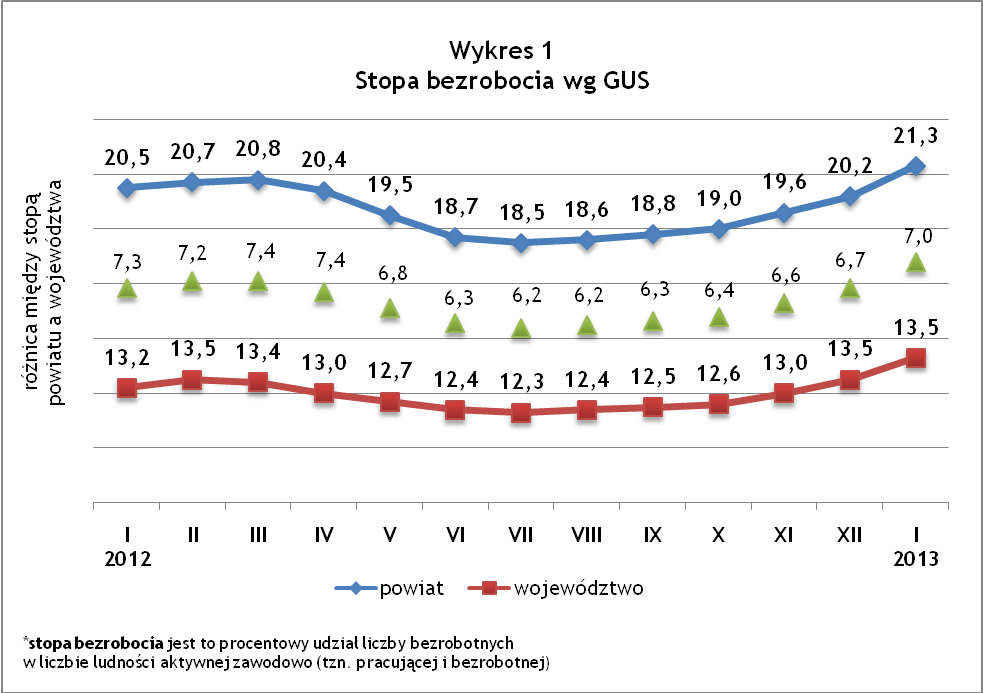 Wykres 1
Stopa bezrobocia wg GUS
różnica między stopą
powiatu a województwa
20,5 20,7 20,8 20,4 19,5 18,7 18,5 18,6 18,8 19,0 19,6 20,2 21,3
7,3 7,2 7,4 7,4 6,8 6,3 6,2 6,2 6,3 6,4 6,6 6,7 7,0
13,2 13,5 13,4 13,0 12,7 12,4 12,3 12,4 12,5 12,6 13,0 13,5 13,5
I II III IV V VI VII VIII IX X XI XII I
2012 2013
powiat województwo
*stopa bezrobocia jest to procentowy udział liczby bezrobotnych
w liczbie ludności aktywnej zawodowo (tzn. pracującej i bezrobotnej)